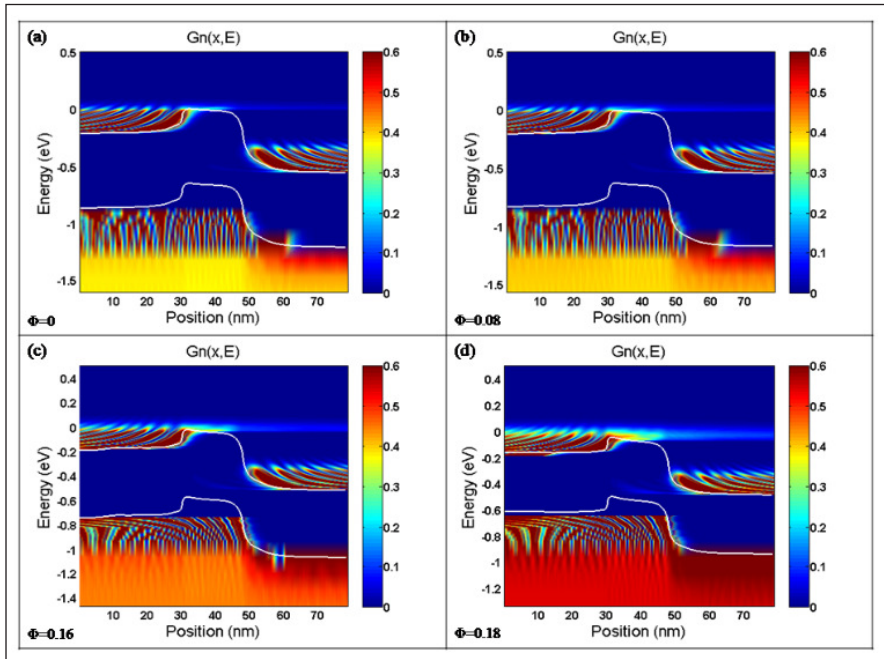 (a)
Gn(x,E)
0.5
0
-0.5
-1
-1.5
Energy (eV)
10 20 30 40 50 60 70
Position (nm)
0.6
0.5
0.4
0.3
0.2
0.1
0
Φ=0
(b)
Gn(x,E)
0.5
0
-0.5
-1
-1.5
Energy (eV)
10 20 30 40 50 60 70
Position (nm)
0.6
0.5
0.4
0.3
0.2
0.1
0
Φ=0.08
(c)
Gn(x,E)
0.4
0.2
0
-0.2
-0.4
-0.6
-0.8
-1
-1.2
-1.4
Energy (eV)
10 20 30 40 50 60 70
Position (nm)
0.6
0.5
0.4
0.3
0.2
0.1
0
Φ=0.16
(d)
Gn(x,E)
0.4
0.2
0
-0.2
-0.4
-0.6
-0.8
-1
-1.2
Energy (eV)
10 20 30 40 50 60 70
Position (nm)
0.6
0.5
0.4
0.3
0.2
0.1
0
Φ=0.18